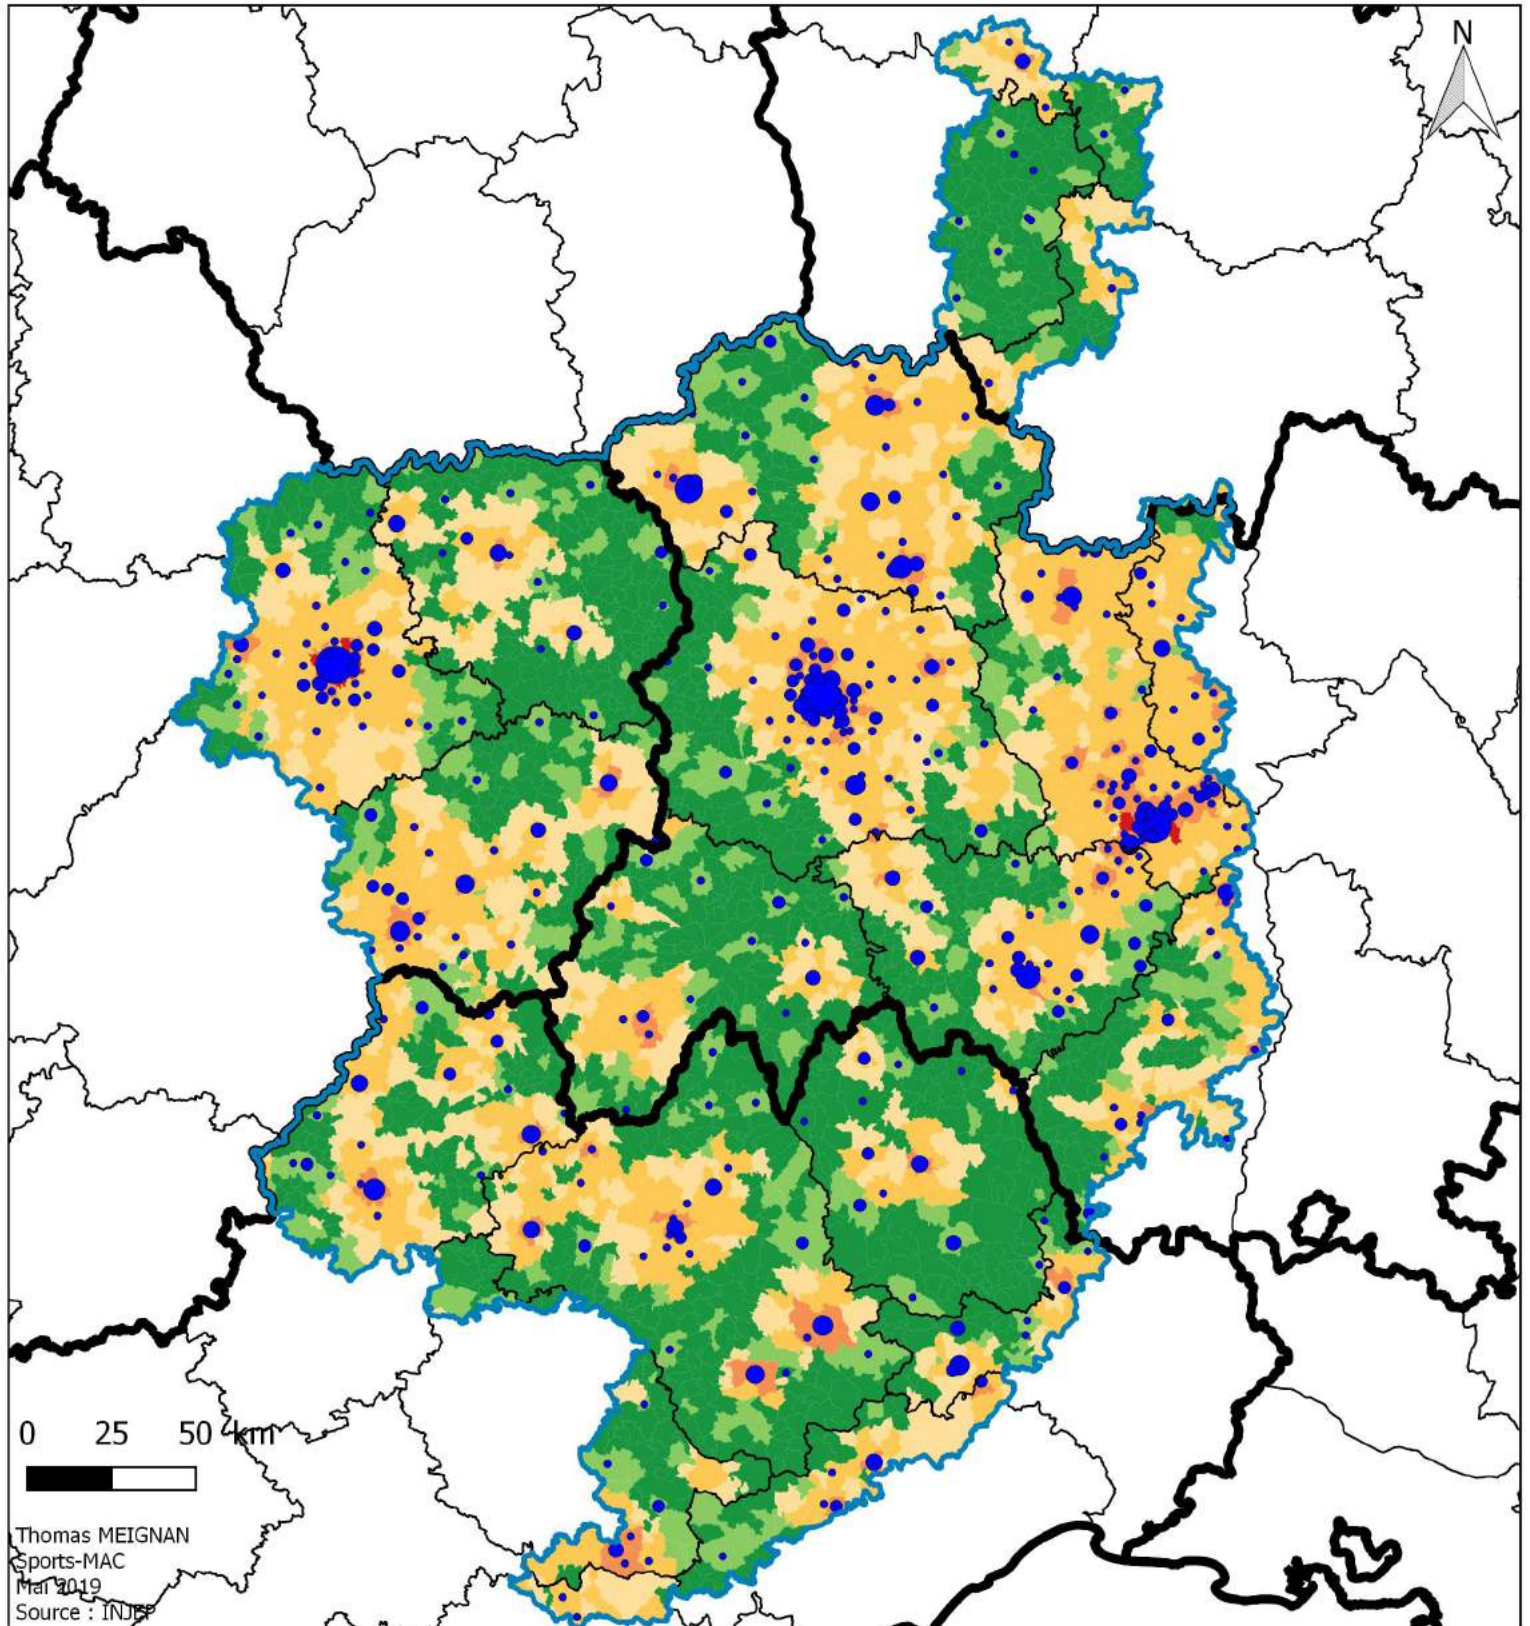 N
0 25 50 km
Thomas MEIGNAN
Sports-MAC
Mai 2019
Source : INJEP